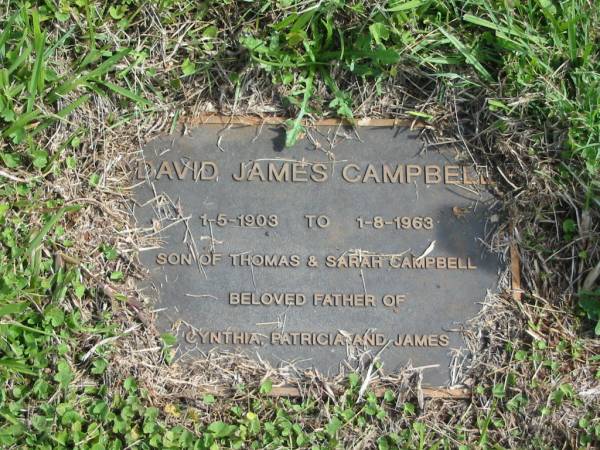 DAVID JAMES CAMPBELL
1-5-1903 TO 1-8-1963
SON OF THOMAS & SARAH CAMPBELL
BELOVED FATHER OF
CYNTHIA, PATRICIA AND JAMES